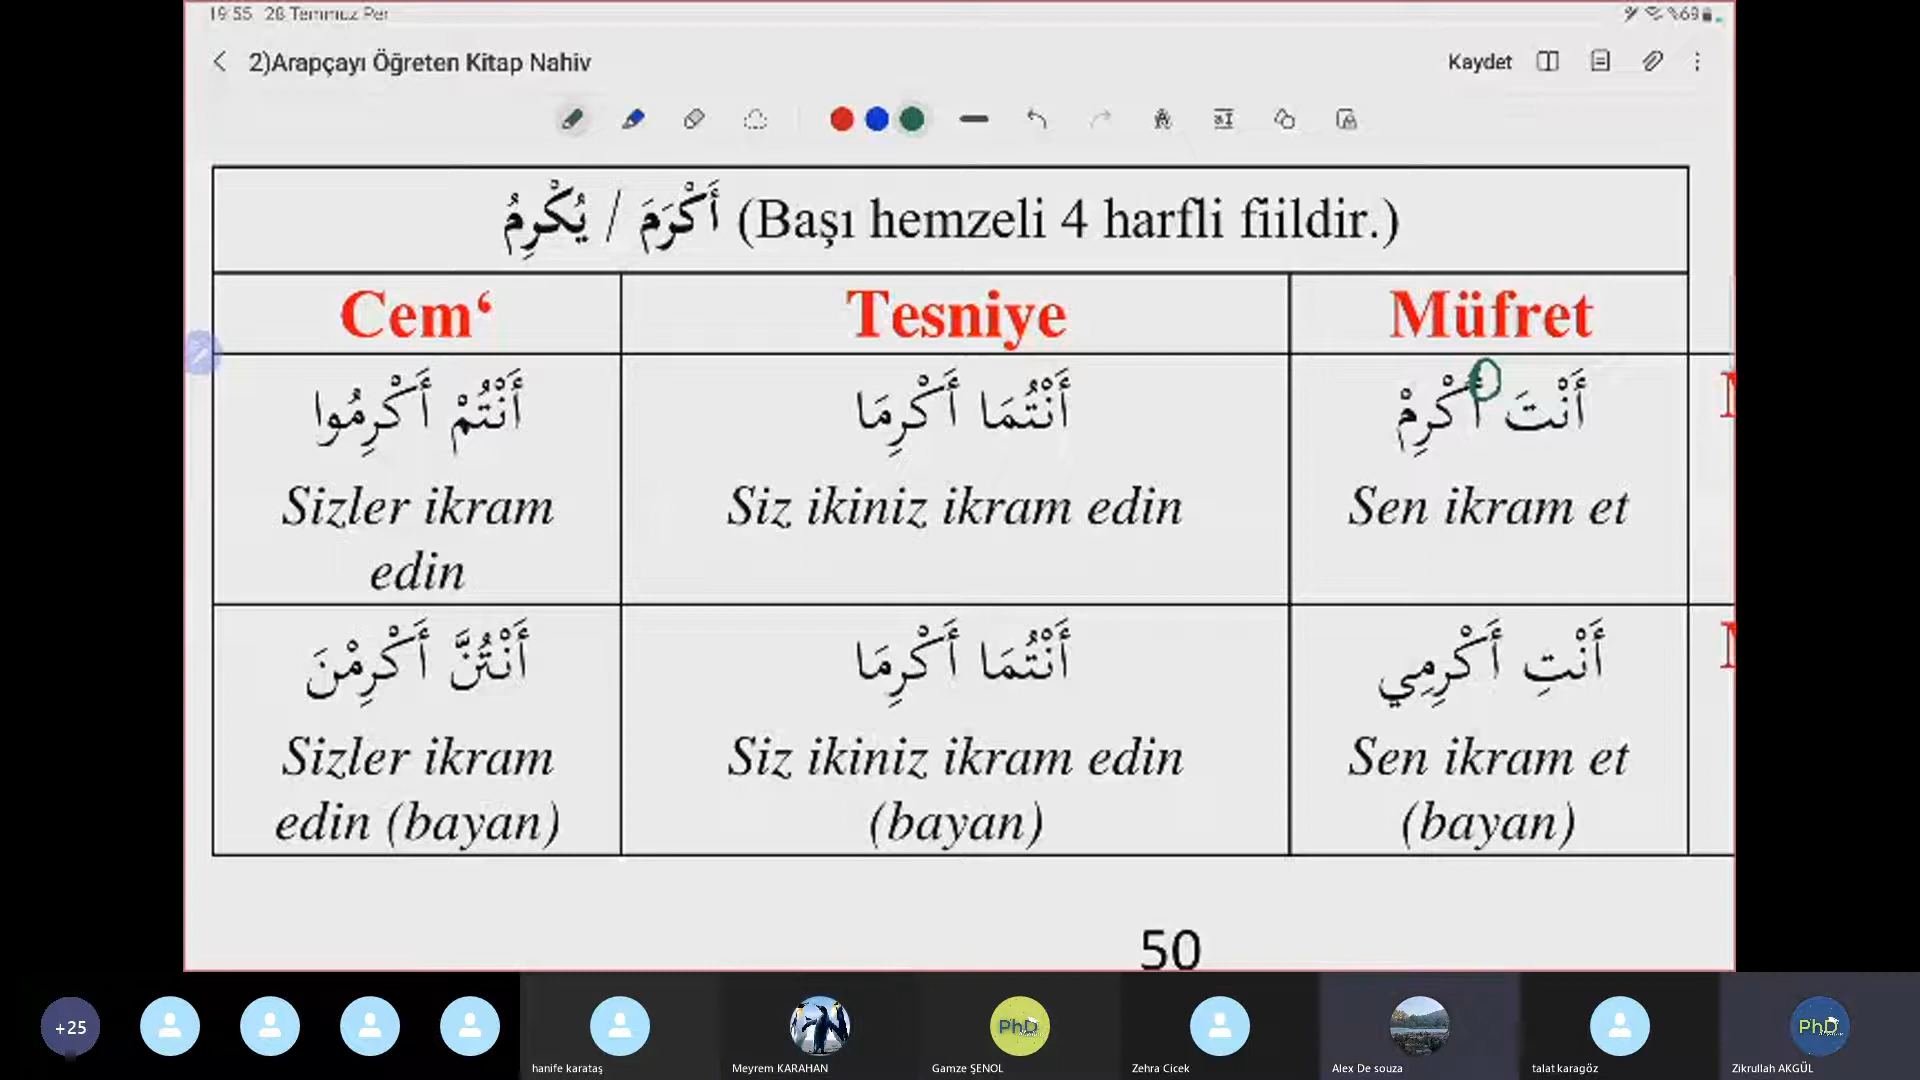 19:55 28 Temmuz Per
%69
2)Arapçayı Öğreten Kitap Nahiv
Kaydet
أَكْرَمَ / يُكْرِمُ (Başı hemzeli 4 harfli fiildir.)
Cem‘
Tesniye
Müfret
أَنْتُمْ أَكْرِمُوا
Sizler ikram
edin
أَنْتُمَا أَكْرِمَا
Siz ikiniz ikram edin
أَنْتَ أَكْرِمْ
Sen ikram et
أَنْتُنَّ أَكْرِمْنَ
Sizler ikram
edin (bayan)
أَنْتُمَا أَكْرِمَا
Siz ikiniz ikram edin
(bayan)
أَنْتِ أَكْرِمِي
Sen ikram et
(bayan)
50
+25
hanife karataş
Meyrem KARAHAN
PhD
Gamze ŞENOL
Zehra Cicek
Alex De souza
talat karagöz
PhD
Zikrullah AKGÜL